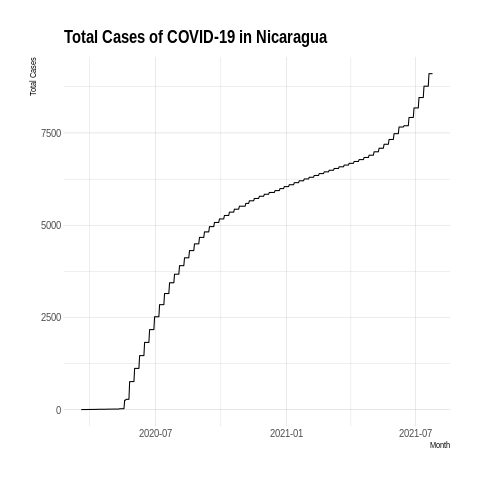 Total Cases of COVID-19 in Nicaragua
Total Cases
7500
5000
2500
0
2020-07 2021-01 2021-07
Month